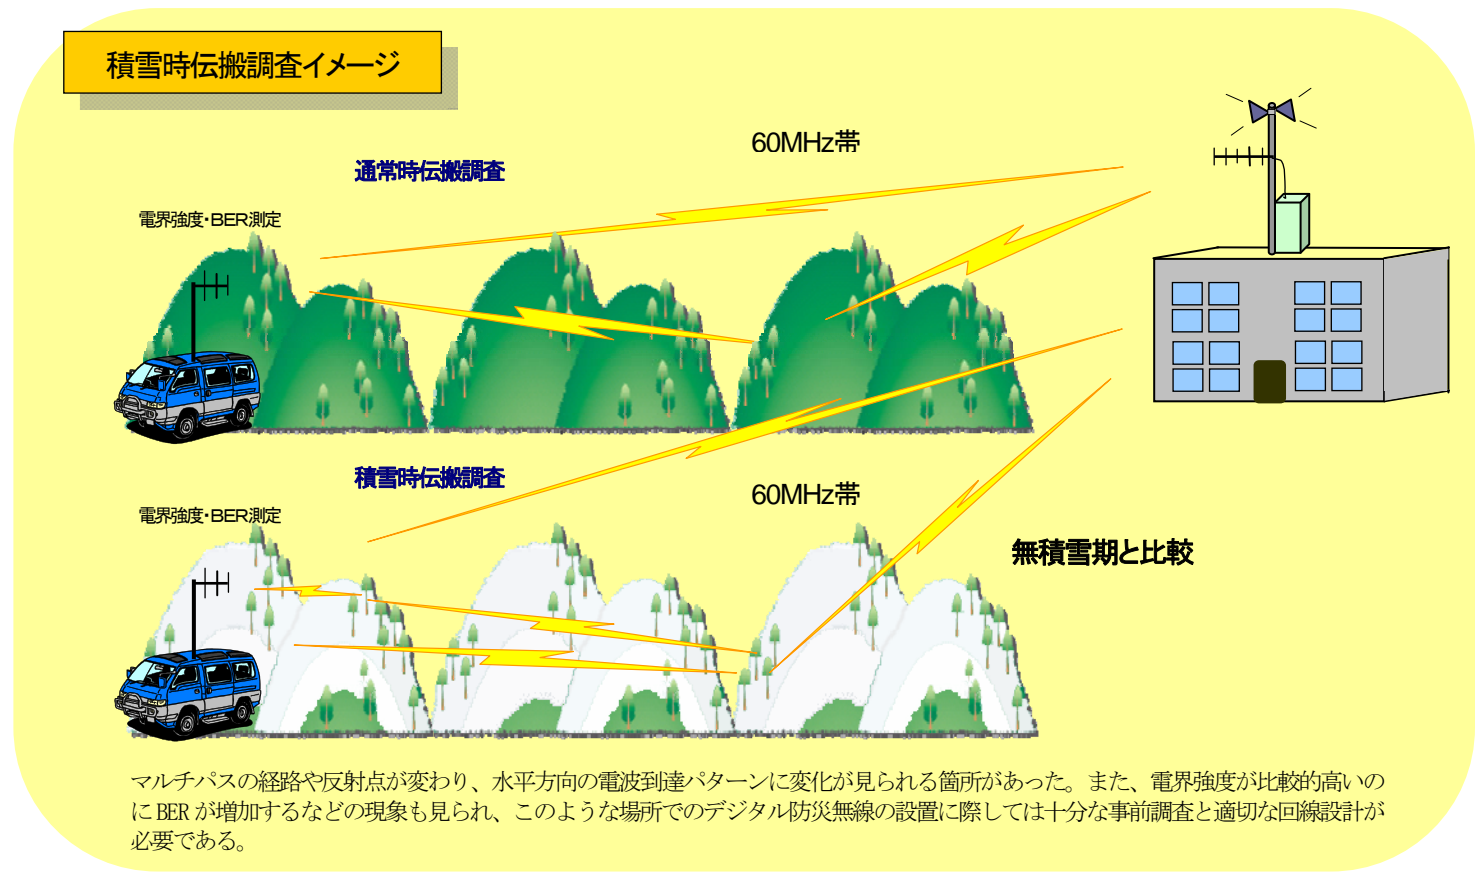 積雪時伝搬調査イメージ
60MHz帯
通常時伝搬調査
電界強度・BER測定
積雪時伝搬調査
60MHz帯
電界強度・BER測定
無積雪期と比較
マルチパスの経路や反射点が変わり、水平方向の電波到達パターンに変化が見られる箇所があった。また、電界強度が比較的高いの
に BER が増加するなどの現象も見られ、このような場所でのデジタル防災無線の設置に際しては十分な事前調査と適切な回線設計が
必要である。